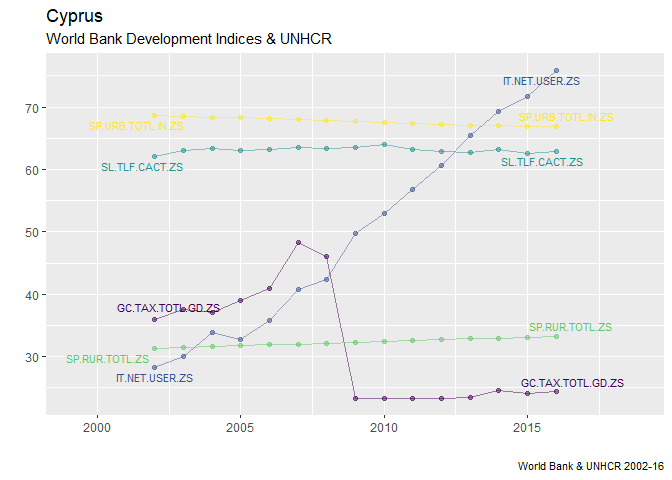 Cyprus
World Bank Development Indices & UNHCR
IT.NET.USER.ZS
70
SP.URB.TOTL.IN.ZS
SP.URB.TOTL.IN.ZS
SL.TLF.CACT.ZS
SL.TLF.CACT.ZS
60
50
40
GC.TAX.TOTL.GD.ZS
SP.RUR.TOTL.ZS
SP.RUR.TOTL.ZS
30
IT.NET.USER.ZS
GC.TAX.TOTL.GD.ZS
2000
2005
2010
2015
World Bank & UNHCR 2002-16